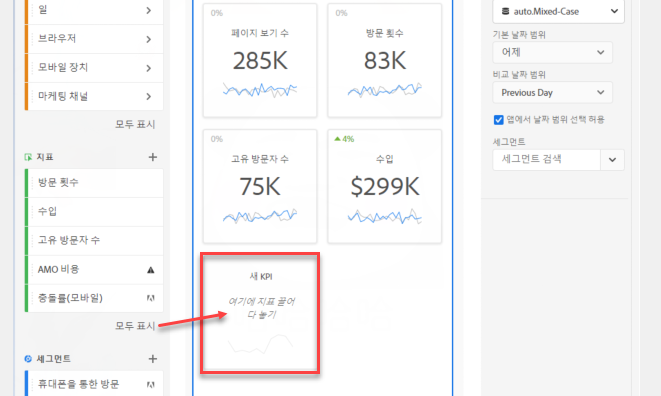 일
브라우저
모바일 장치
마케팅 채널
모두 표시
지표
방문 횟수
수입
고유 방문자 수
AMO 비용
충돌률(모바일)
모두 표시
세그먼트
휴대폰을 통한 방문
0%
페이지 보기 수
285K
0%
방문 횟수
83K
0%
고유 방문자 수
75K
4%
수입
$299K
새 KPI
여기에 지표 끌어
다 놓기
auto.Mixed-Case
기본 날짜 범위
어제
비교 날짜 범위
Previous Day
앱에서 날짜 범위 선택 허용
세그먼트
세그먼트 검색